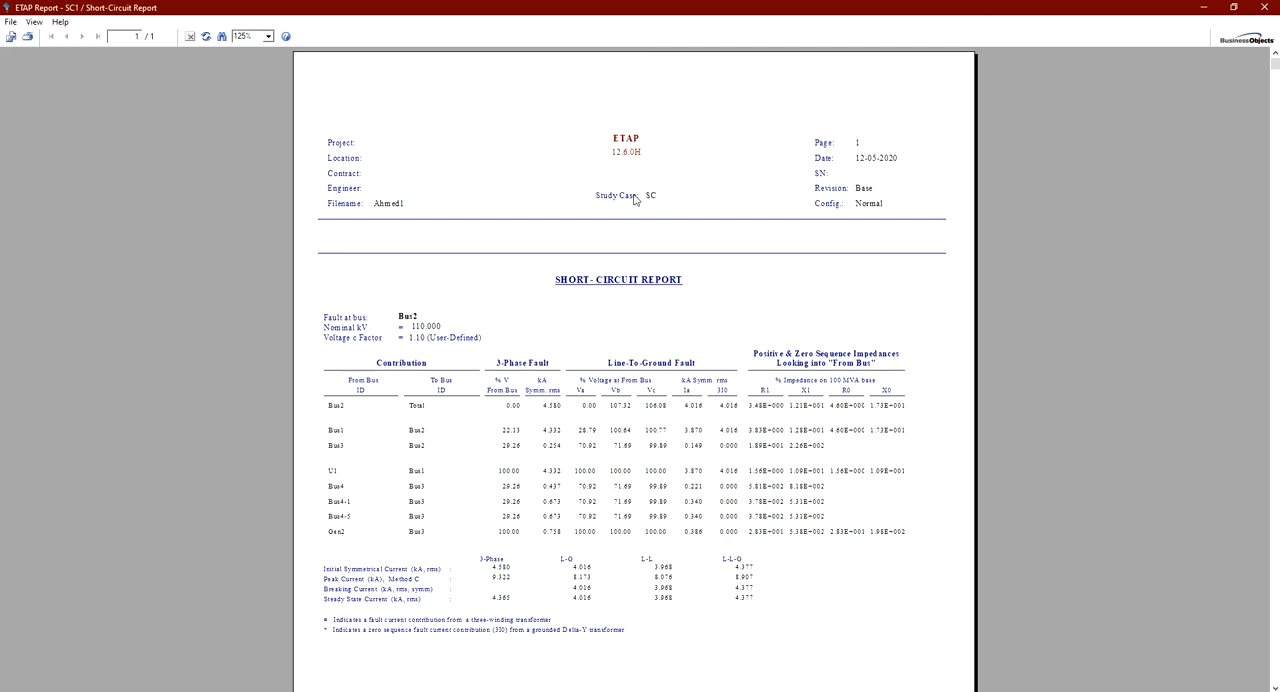 ETAP Report - SC1 / Short-Circuit Report
File View Help
1 / 1 125% BusinessObjects
Project: ETAP Page: 1
Location: 12.6.0H Date: 12-05-2020
Contract: SN:
Engineer: Study Case: SC Revision: Base
Filename: Ahmed1 Config.: Normal
SHORT- CIRCUIT REPORT
Fault at bus: Bus2
Nominal kV = 110.000
Voltage c Factor = 1.10 (User-Defined)
Positive & Zero Sequence Impedances
Contribution 3-Phase Fault Line-To-Ground Fault Looking into "From Bus"
From Bus To Bus % V kA % Voltage at From Bus kA Symm. rms % Impedance on 100 MVA base
ID ID From Bus Symm. rms Va Vb Vc Ia 3I0 R1 X1 R0 X0
Bus2 Total 0.00 4.580 0.00 107.32 106.08 4.016 4.016 3.48E+000 1.21E+001 4.60E+000 1.73E+001
Bus1 Bus2 22.13 4.332 28.79 100.64 100.77 3.870 4.016 3.83E+000 1.28E+001 4.60E+000 1.73E+001
Bus3 Bus2 29.26 0.254 70.92 71.69 99.89 0.149 0.000 1.89E+001 2.26E+002
U1 Bus1 100.00 4.332 100.00 100.00 100.00 3.870 4.016 1.56E+000 1.09E+001 1.56E+000 1.09E+001
Bus4 Bus3 29.26 0.437 70.92 71.69 99.89 0.221 0.000 5.81E+002 8.18E+002
Bus4-1 Bus3 29.26 0.673 70.92 71.69 99.89 0.340 0.000 3.78E+002 5.31E+002
Bus4-5 Bus3 29.26 0.673 70.92 71.69 99.89 0.340 0.000 3.78E+002 5.31E+002
Gen2 Bus3 100.00 0.758 100.00 100.00 100.00 0.386 0.000 2.83E+001 5.38E+002 2.83E+001 1.98E+002
3-Phase L-G L-L L-L-G
Initial Symmetrical Current (kA, rms) : 4.580 4.016 3.968 4.377
Peak Current (kA), Method C : 9.322 8.173 8.076 8.907
Breaking Current (kA, rms, symm) : 4.016 3.968 4.377
Steady State Current (kA, rms) : 4.365 4.016 3.968 4.377
# Indicates a fault current contribution from a three-winding transformer
* Indicates a zero sequence fault current contribution (3I0) from a grounded Delta-Y transformer